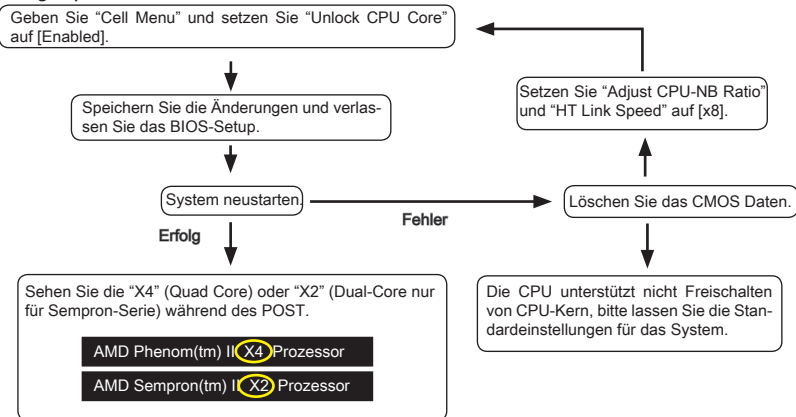 Geben Sie “Cell Menu” und setzen Sie “Unlock CPU Core”
auf [Enabled].
Speichern Sie die Änderungen und verlas-
sen Sie das BIOS-Setup.
System neustarten.
Erfolg
Fehler
Sehen Sie die “X4” (Quad Core) oder “X2” (Dual-Core nur
für Sempron-Serie) während des POST.
AMD Phenom(tm) II X4 Prozessor
AMD Sempron(tm) II X2 Prozessor
Setzen Sie “Adjust CPU-NB Ratio”
und “HT Link Speed” auf [x8].
Löschen Sie das CMOS Daten.
Die CPU unterstützt nicht Freischalten
von CPU-Kern, bitte lassen Sie die Stan-
dardeinstellungen für das System.